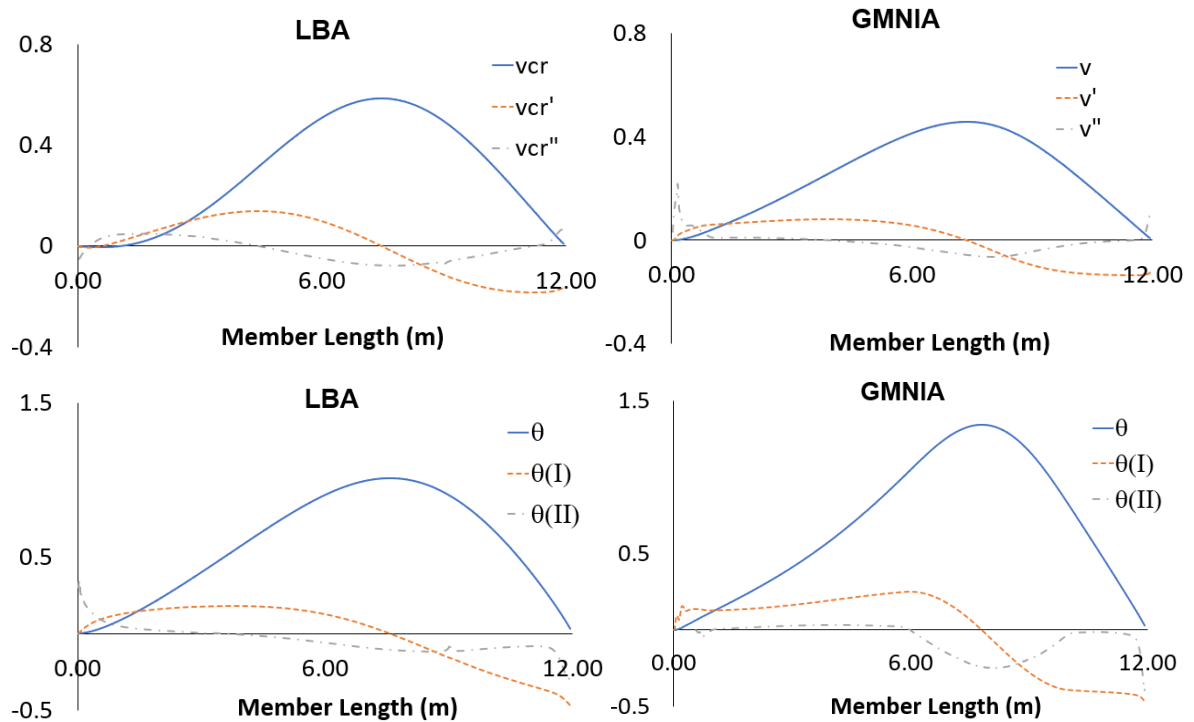 LBA
0.8
vcr
vcr'
vcr"
0.4
0
0.00
6.00
12.00
Member Length (m)
-0.4
GMNIA
0.8
v
v'
v"
0.4
0
0.00
6.00
12.00
Member Length (m)
-0.4
LBA
1.5
θ
θ(I)
θ(II)
0.5
0.00
6.00
12.00
-0.5
Member Length (m)
GMNIA
1.5
θ
θ(I)
θ(II)
0.5
0.00
6.00
12.00
-0.5
Member Length (m)